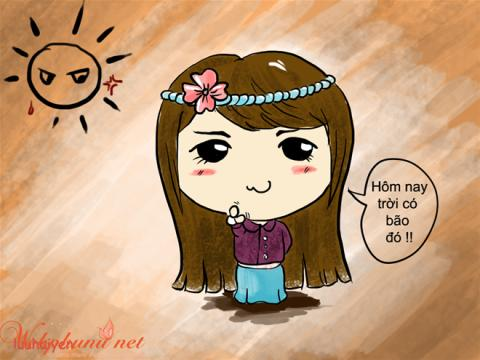 Hôm nay
trời có
bão
đó !!